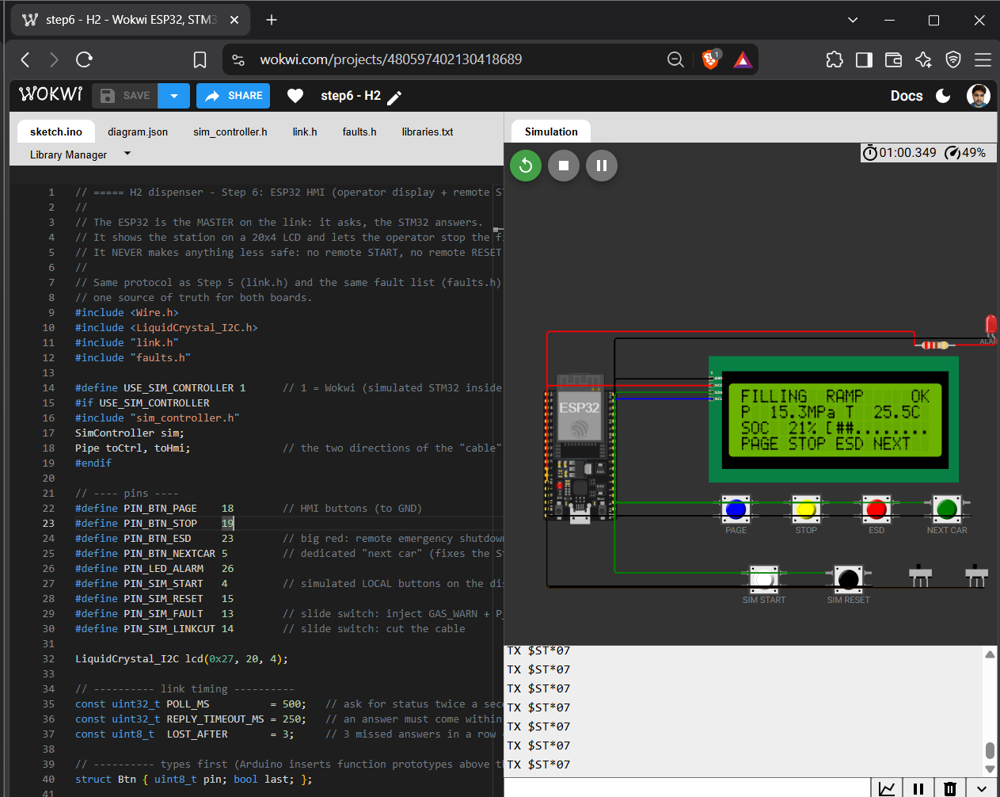 step6 - H2 - Wokwi ESP32, STM3
wokwi.com/projects/480597402130418689
1
WOKWI
SAVE
SHARE
step6 - H2
Docs
sketch.ino
diagram.json
sim_controller.h
link.h
faults.h
libraries.txt
Library Manager
Simulation
01:00.349
49%
1 // ===== H2 dispenser - Step 6: ESP32 HMI (operator display + remote S
2 //
3 // The ESP32 is the MASTER on the link: it asks, the STM32 answers.
4 // It shows the station on a 20x4 LCD and lets the operator stop the f
5 // It NEVER makes anything less safe: no remote START, no remote RESET
6 //
7 // Same protocol as Step 5 (link.h) and the same fault list (faults.h)
8 // one source of truth for both boards.
9 #include <Wire.h>
10 #include <LiquidCrystal_I2C.h>
11 #include "link.h"
12 #include "faults.h"
13
14 #define USE_SIM_CONTROLLER 1 // 1 = Wokwi (simulated STM32 inside
15 #if USE_SIM_CONTROLLER
16 #include "sim_controller.h"
17 SimController sim;
18 Pipe toCtrl, toHmi; // the two directions of the "cable"
19 #endif
20
21 // ---- pins ----
22 #define PIN_BTN_PAGE 18 // HMI buttons (to GND)
23 #define PIN_BTN_STOP 19
24 #define PIN_BTN_ESD 23 // big red: remote emergency shutdow
25 #define PIN_BTN_NEXTCAR 5 // dedicated "next car" (fixes the S
26 #define PIN_LED_ALARM 26
27 #define PIN_SIM_START 4 // simulated LOCAL buttons on the di
28 #define PIN_SIM_RESET 15
29 #define PIN_SIM_FAULT 13 // slide switch: inject GAS_WARN + P_
30 #define PIN_SIM_LINKCUT 14 // slide switch: cut the cable
31
32 LiquidCrystal_I2C lcd(0x27, 20, 4);
33
34 // ---------- link timing ----------
35 const uint32_t POLL_MS = 500; // ask for status twice a seco
36 const uint32_t REPLY_TIMEOUT_MS = 250; // an answer must come within
37 const uint8_t LOST_AFTER = 3; // 3 missed answers in a row
38
39 // ---------- types first (Arduino inserts function prototypes above th
40 struct Btn { uint8_t pin; bool last; };
41
ALAR
ESP32
FILLING RAMP OK
P 15.3MPa T 25.5C
SOC 21% [##........
PAGE STOP ESD NEXT
PAGE
STOP
ESD
NEXT CAR
SIM START
SIM RESET
TX $ST*07
TX $ST*07
TX $ST*07
TX $ST*07
TX $ST*07
TX $ST*07
TX $ST*07